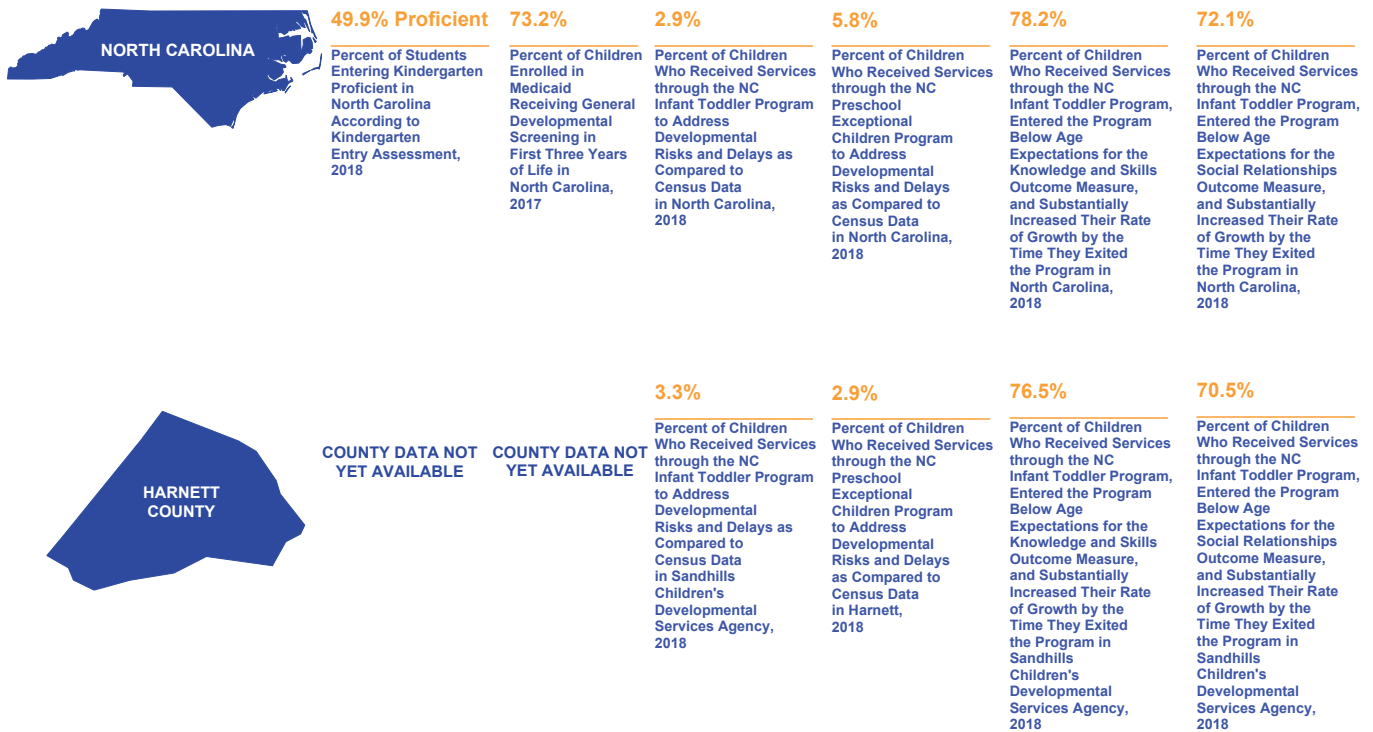 NORTH CAROLINA
49.9% Proficient
Percent of Students
Entering Kindergarten
Proficient in
North Carolina
According to
Kindergarten
Entry Assessment,
2018
73.2%
Percent of Children
Enrolled in
Medicaid
Receiving General
Developmental
Screening in
First Three Years
of Life in
North Carolina,
2017
2.9%
Percent of Children
Who Received Services
through the NC
Infant Toddler Program
to Address
Developmental
Risks and Delays as
Compared to
Census Data
in North Carolina,
2018
5.8%
Percent of Children
Who Received Services
through the NC
Preschool
Exceptional
Children Program
to Address
Developmental
Risks and Delays
as Compared to
Census Data
in North Carolina,
2018
78.2%
Percent of Children
Who Received Services
through the NC
Infant Toddler Program,
Entered the Program
Below Age
Expectations for the
Knowledge and Skills
Outcome Measure,
and Substantially
Increased Their Rate
of Growth by the
Time They Exited
the Program in
North Carolina,
2018
72.1%
Percent of Children
Who Received Services
through the NC
Infant Toddler Program,
Entered the Program
Below Age
Expectations for the
Social Relationships
Outcome Measure,
and Substantially
Increased Their Rate
of Growth by the
Time They Exited
the Program in
North Carolina,
2018
HARNETT
COUNTY
COUNTY DATA NOT
YET AVAILABLE
COUNTY DATA NOT
YET AVAILABLE
3.3%
Percent of Children
Who Received Services
through the NC
Infant Toddler Program
to Address
Developmental
Risks and Delays as
Compared to
Census Data
in Sandhills
Children's
Developmental
Services Agency,
2018
2.9%
Percent of Children
Who Received Services
through the NC
Preschool
Exceptional
Children Program
to Address
Developmental
Risks and Delays
as Compared to
Census Data
in Harnett,
2018
76.5%
Percent of Children
Who Received Services
through the NC
Infant Toddler Program,
Entered the Program
Below Age
Expectations for the
Knowledge and Skills
Outcome Measure,
and Substantially
Increased Their Rate
of Growth by the
Time They Exited
the Program in
Sandhills
Children's
Developmental
Services Agency,
2018
70.5%
Percent of Children
Who Received Services
through the NC
Infant Toddler Program,
Entered the Program
Below Age
Expectations for the
Social Relationships
Outcome Measure,
and Substantially
Increased Their Rate
of Growth by the
Time They Exited
the Program in
Sandhills
Children's
Developmental
Services Agency,
2018